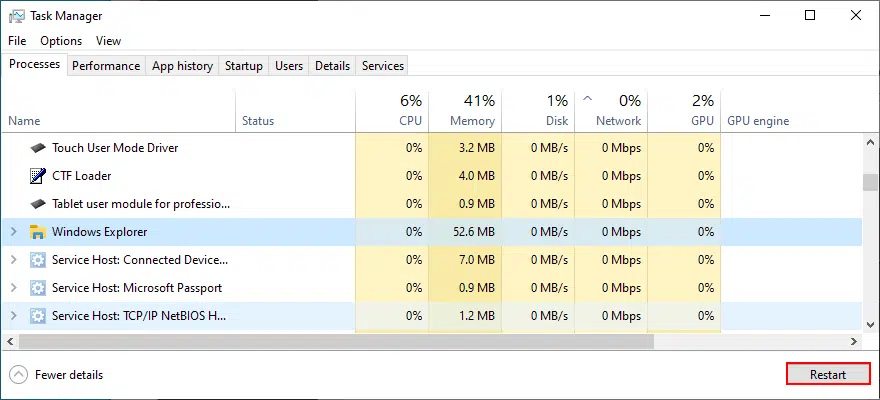 Task Manager
File Options View
Processes Performance App history Startup Users Details Services
6% 41% 1% 0% 2%
Name Status CPU Memory Disk Network GPU GPU engine
Touch User Mode Driver 0% 3.2 MB 0 MB/s 0 Mbps 0%
CTF Loader 0% 4.0 MB 0 MB/s 0 Mbps 0%
Tablet user module for professio... 0% 0.9 MB 0 MB/s 0 Mbps 0%
Windows Explorer 0% 52.6 MB 0 MB/s 0 Mbps 0%
Service Host: Connected Device... 0% 7.0 MB 0 MB/s 0 Mbps 0%
Service Host: Microsoft Passport 0% 0.9 MB 0 MB/s 0 Mbps 0%
Service Host: TCP/IP NetBIOS H... 0% 1.2 MB 0 MB/s 0 Mbps 0%
Fewer details Restart